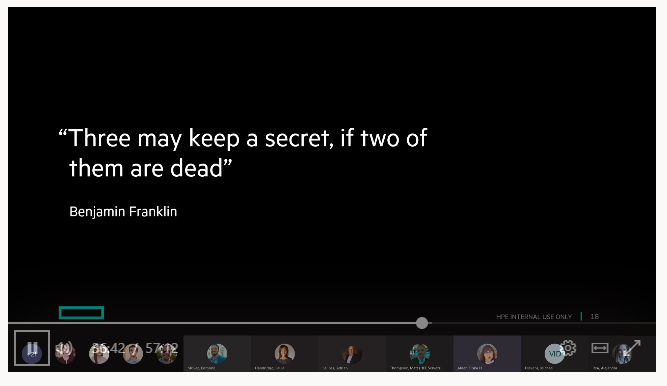 “Three may keep a secret, if two of
them are dead”
Benjamin Franklin
HPE INTERNAL USE ONLY | 18
36:42 / 57:12